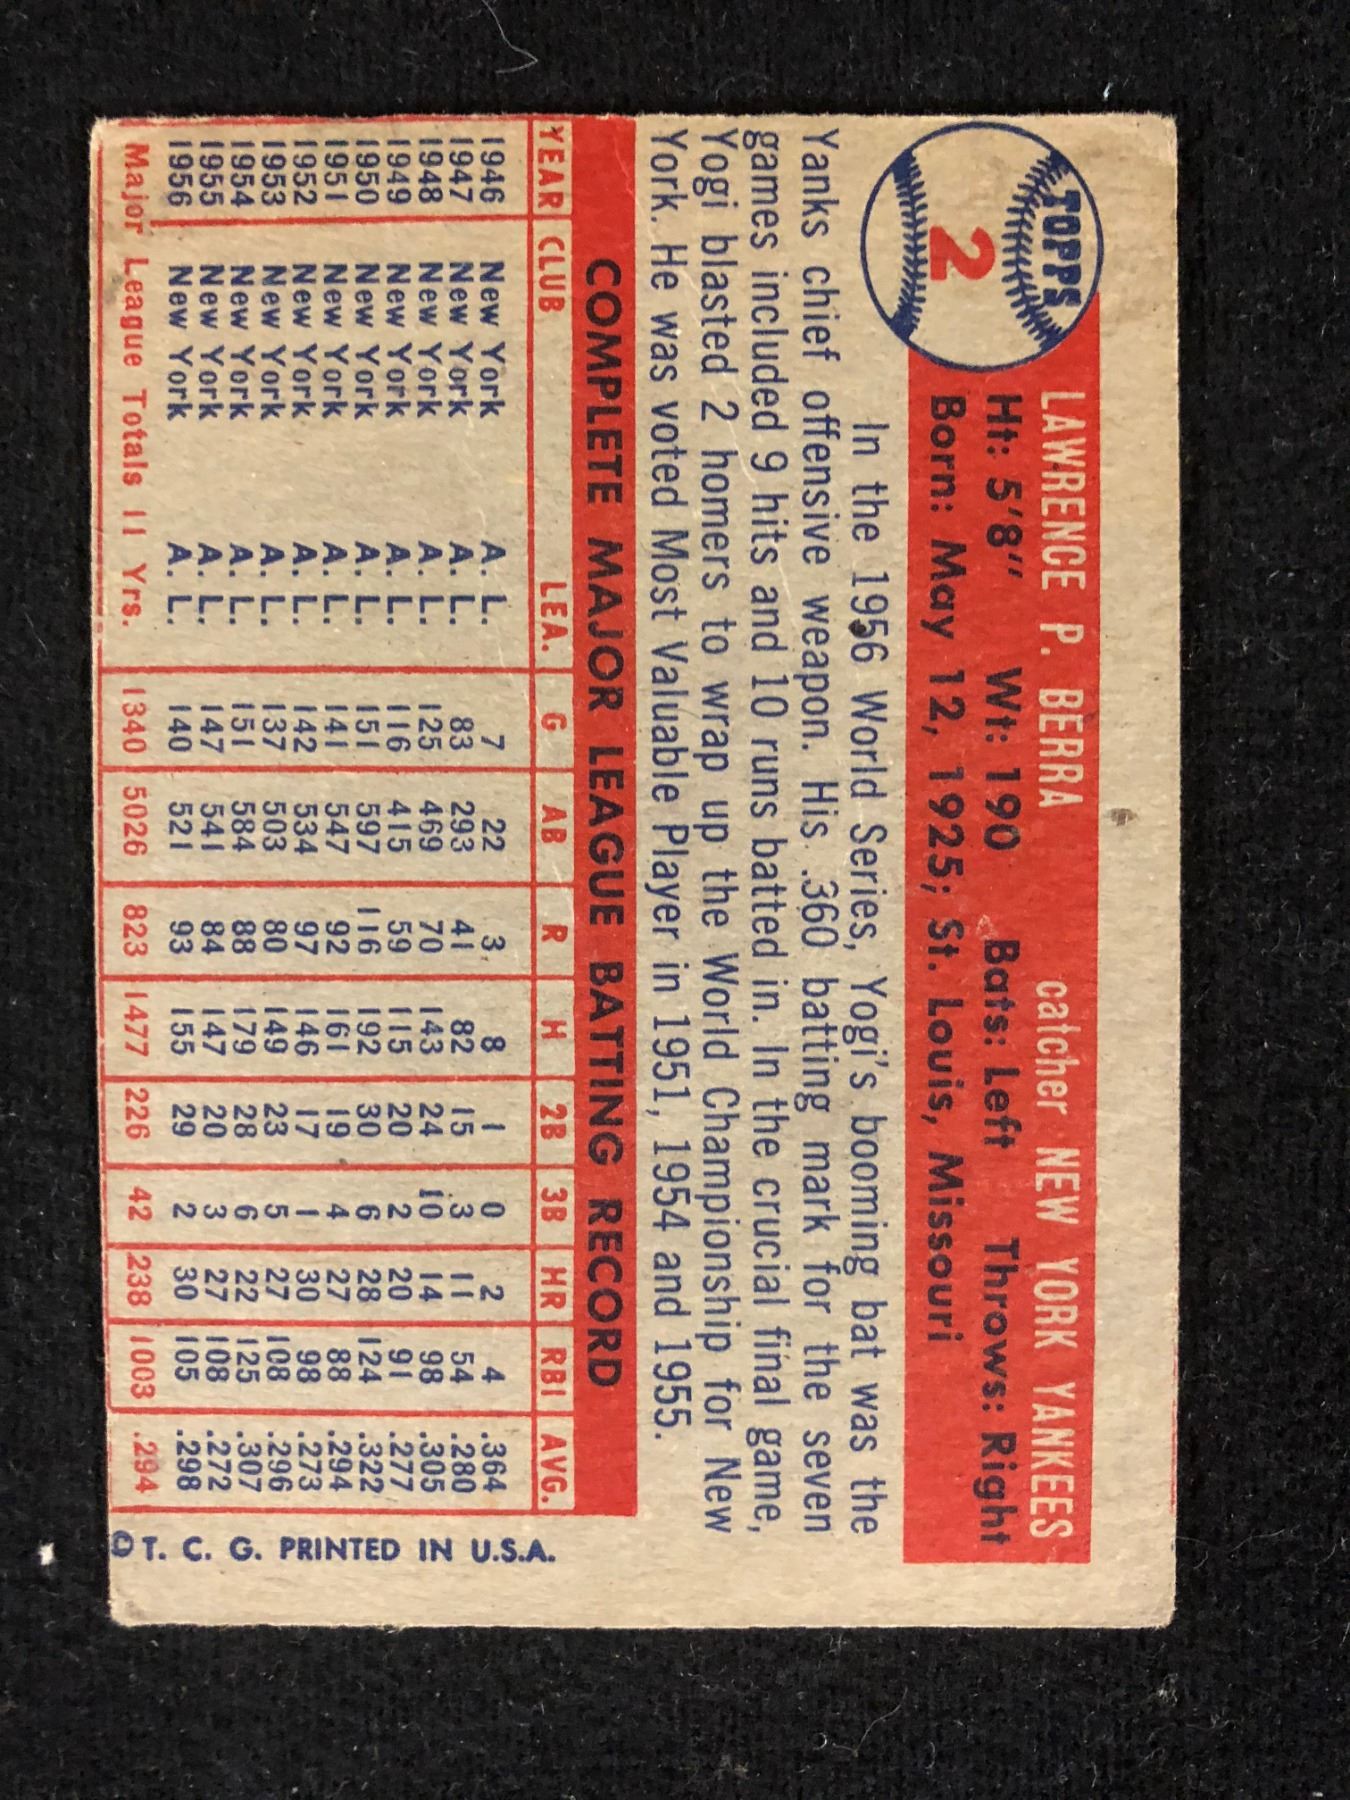 TOPPS
2
LAWRENCE P. BERRA catcher NEW YORK YANKEES
Ht: 5'8" Wt: 190 Bats: Left Throws: Right
Born: May 12, 1925; St. Louis, Missouri
In the 1956 World Series, Yogi's booming bat was the
Yanks chief offensive weapon. His .360 batting mark for the seven
games included 9 hits and 10 runs batted in. In the crucial final game,
Yogi blasted 2 homers to wrap up the World Championship for New
York. He was voted Most Valuable Player in 1951, 1954 and 1955.
COMPLETE MAJOR LEAGUE BATTING RECORD
YEAR CLUB LEA. G AB R H 2B 3B HR RBI AVG.
1946 New York A. L. 7 22 3 8 1 0 2 4 .364
1947 New York A. L. 83 293 41 82 15 3 11 54 .280
1948 New York A. L. 125 469 70 143 24 10 14 98 .305
1949 New York A. L. 116 415 59 115 20 2 20 91 .277
1950 New York A. L. 151 597 116 192 30 6 28 124 .322
1951 New York A. L. 141 547 92 161 19 4 27 88 .294
1952 New York A. L. 142 534 97 146 17 1 30 98 .273
1953 New York A. L. 137 503 80 149 23 5 27 108 .296
1954 New York A. L. 151 584 88 179 28 6 22 125 .307
1955 New York A. L. 147 541 84 147 20 3 27 108 .272
1956 New York A. L. 140 521 93 155 29 2 30 105 .298
Major League Totals 11 Yrs. 1340 5026 823 1477 226 42 238 1003 .294
© T. C. G. PRINTED IN U.S.A.